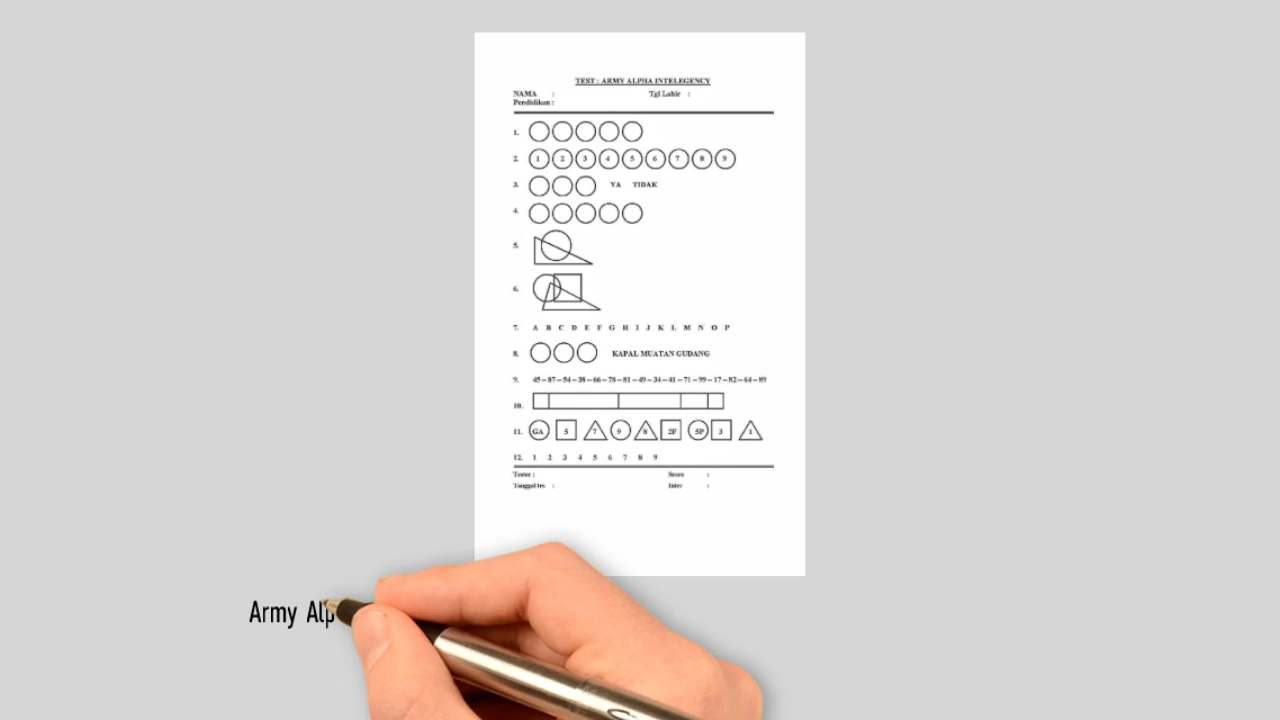 TEST : ARMY ALPHA INTELEGENCY
NAMA : Tgl Lahir :
Pendidikan :
1.
2. 1 2 3 4 5 6 7 8 9
3. YA TIDAK
4.
5.
6.
7. A B C D E F G H I J K L M N O P
8. KAPAL MUATAN GUDANG
9. 45 – 87 – 54 – 38 – 66 – 78 – 81 – 49 – 34 – 41 – 71 – 99 – 17 – 82 – 64 – 89
10.
11. GA 5 7 9 8 2F 5P 3 1
12. 1 2 3 4 5 6 7 8 9
Tester : Score :
Tanggal tes : Inter :
Army Alp